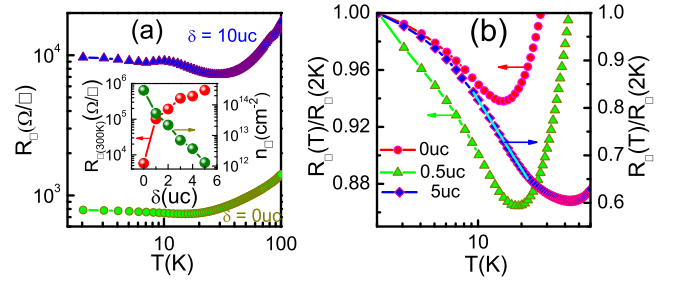 (a)
δ = 10uc
10⁴
10³
R□(Ω/□)
10
100
T(K)
δ = 0uc
10⁶
10⁵
10⁴
R□(300K)(Ω/□)
10¹⁴
10¹³
10¹²
n□(cm⁻²)
0
2
4
6
δ(uc)
(b)
1.00
0.96
0.92
0.88
R□(T)/R□(2K)
1.0
0.9
0.8
0.7
0.6
R□(T)/R□(2K)
0uc
0.5uc
5uc
10
T(K)